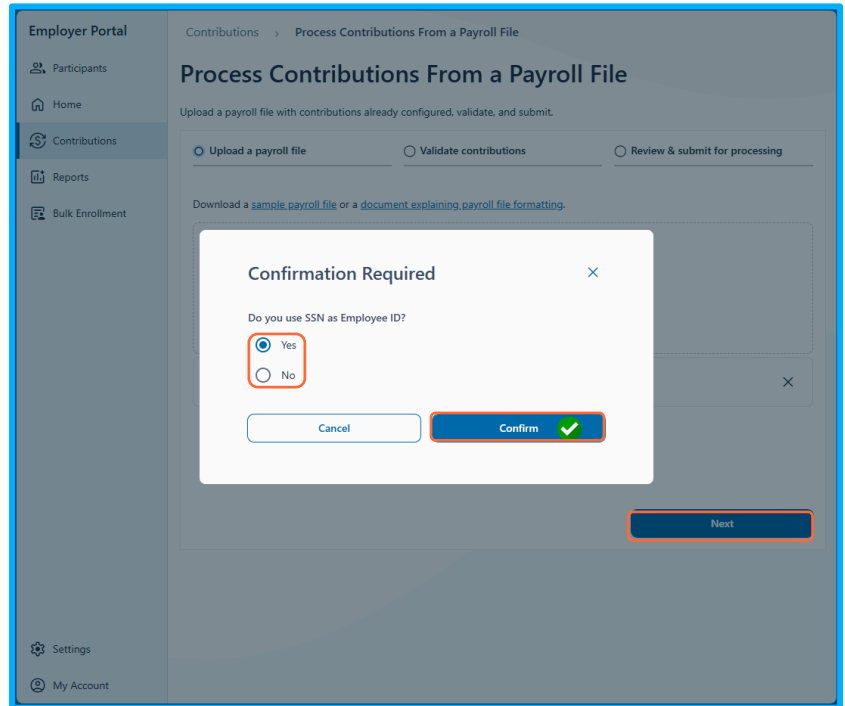 Employer Portal
Participants
Home
Contributions
Reports
Bulk Enrollment
Settings
My Account
Contributions > Process Contributions From a Payroll File
Process Contributions From a Payroll File
Upload a payroll file with contributions already configured, validate, and submit.
Upload a payroll file
Validate contributions
Review & submit for processing
Download a sample payroll file or a document explaining payroll file formatting.
Confirmation Required
Do you use SSN as Employee ID?
Yes
No
Cancel
Confirm
Next